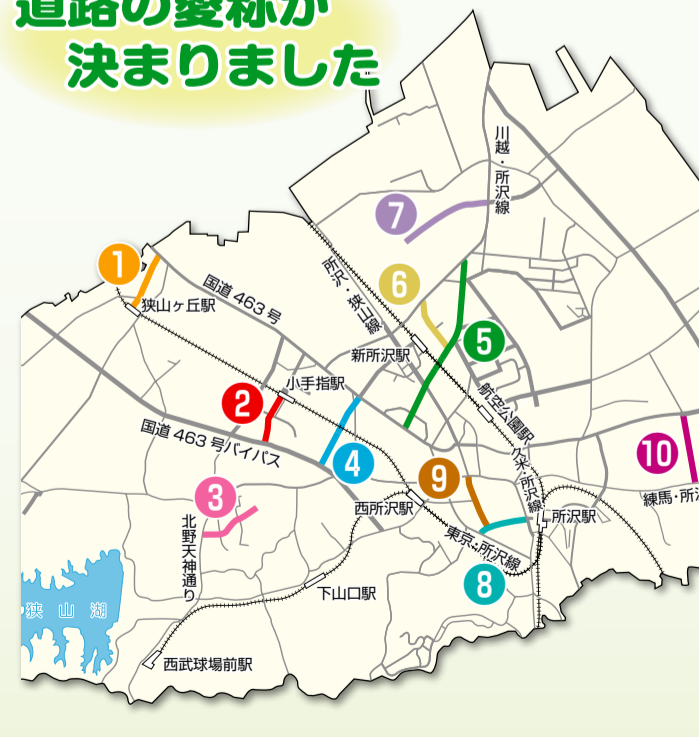 道路の愛称が
決まりました
川越・所沢線
7
1
国道463号
所沢・狭山線
6
狭山ヶ丘駅
新所沢駅
5
小手指駅
2
航空公園駅
国道463号バイパス
4
久米・所沢線
10
9
3
西所沢駅
練馬・所沢
所沢駅
北野天神通り
東京・所沢線
8
下山口駅
狭山湖
西武球場前駅